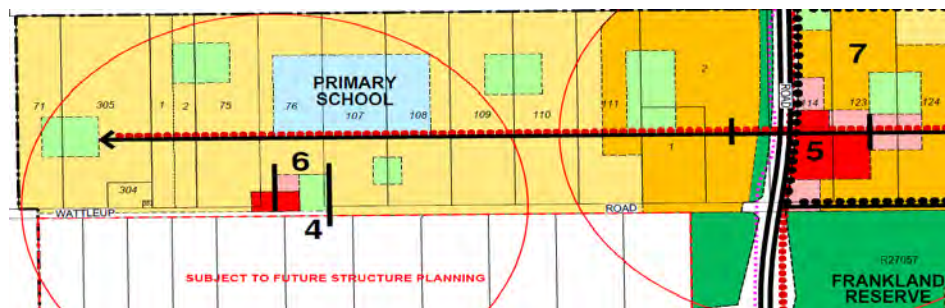 7
2
PRIMARY
SCHOOL
71
305
1
2
75
76
107
108
109
110
111
ROAD
114
123
124
1
5
6
304
WATTLEUP
ROAD
4
R27057
SUBJECT TO FUTURE STRUCTURE PLANNING
FRANKLAND
RESERVE